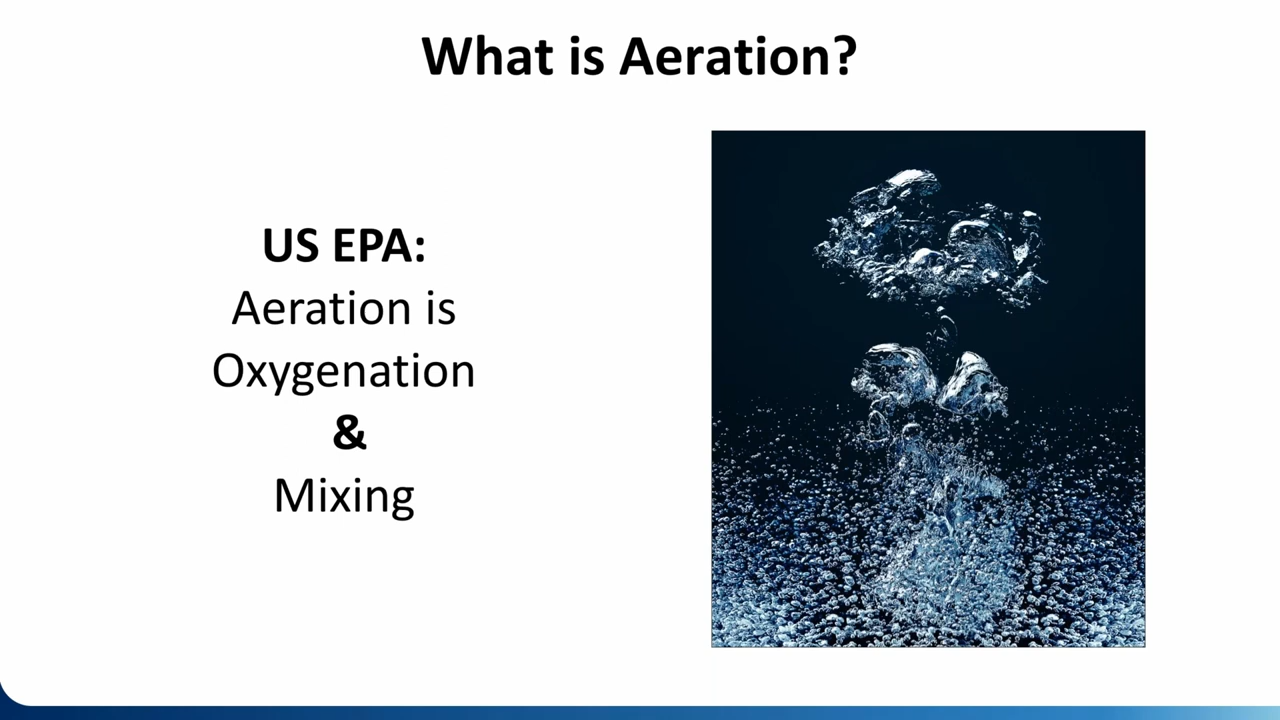 What is Aeration?
US EPA:
Aeration is
Oxygenation
&
Mixing